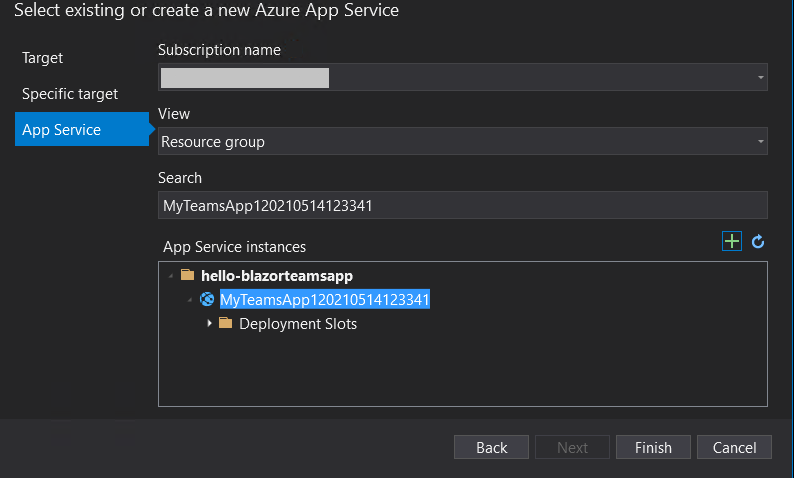 Select existing or create a new Azure App Service
Target
Specific target
App Service
Subscription name
View
Resource group
Search
MyTeamsApp120210514123341
App Service instances
hello-blazorteamsapp
MyTeamsApp120210514123341
Deployment Slots
Back
Next
Finish
Cancel